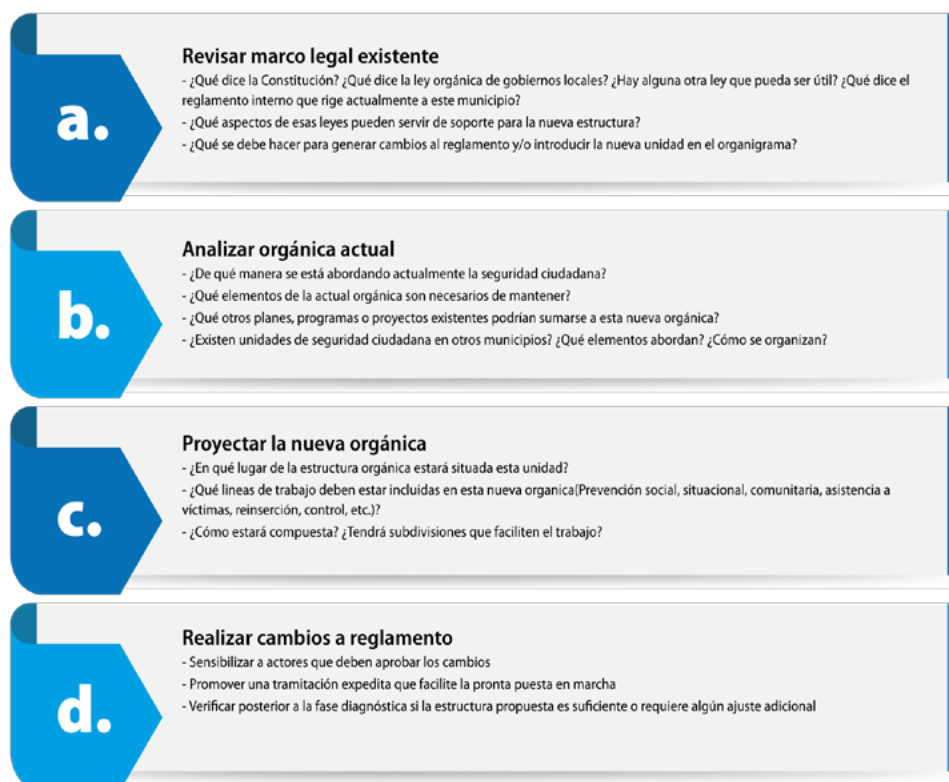 a.
Revisar marco legal existente
- ¿Qué dice la Constitución? ¿Qué dice la ley orgánica de gobiernos locales? ¿Hay alguna otra ley que pueda ser útil? ¿Qué dice el
reglamento interno que rige actualmente a este municipio?
- ¿Qué aspectos de esas leyes pueden servir de soporte para la nueva estructura?
- ¿Qué se debe hacer para generar cambios al reglamento y/o introducir la nueva unidad en el organigrama?
b.
Analizar orgánica actual
- ¿De qué manera se está abordando actualmente la seguridad ciudadana?
- ¿Qué elementos de la actual orgánica son necesarios de mantener?
- ¿Qué otros planes, programas o proyectos existentes podrían sumarse a esta nueva orgánica?
- ¿Existen unidades de seguridad ciudadana en otros municipios? ¿Qué elementos abordan? ¿Cómo se organizan?
c.
Proyectar la nueva orgánica
- ¿En qué lugar de la estructura orgánica estará situada esta unidad?
- ¿Qué lineas de trabajo deben estar incluidas en esta nueva organica(Prevención social, situacional, comunitaria, asistencia a
víctimas, reinserción, control, etc.)?
- ¿Cómo estará compuesta? ¿Tendrá subdivisiones que faciliten el trabajo?
d.
Realizar cambios a reglamento
- Sensibilizar a actores que deben aprobar los cambios
- Promover una tramitación expedita que facilite la pronta puesta en marcha
- Verificar posterior a la fase diagnóstica si la estructura propuesta es suficiente o requiere algún ajuste adicional